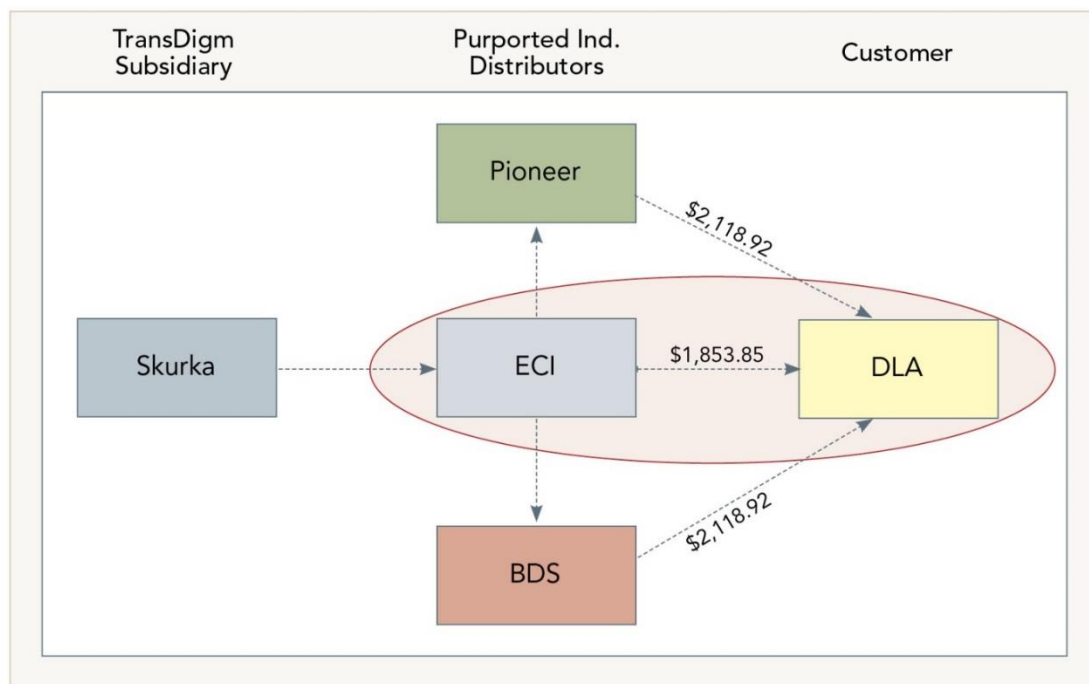 TransDigm
Subsidiary
Purported Ind.
Distributors
Customer
Pioneer
$2,118.92
Skurka
ECI
$1,853.85
DLA
BDS
$2,118.92